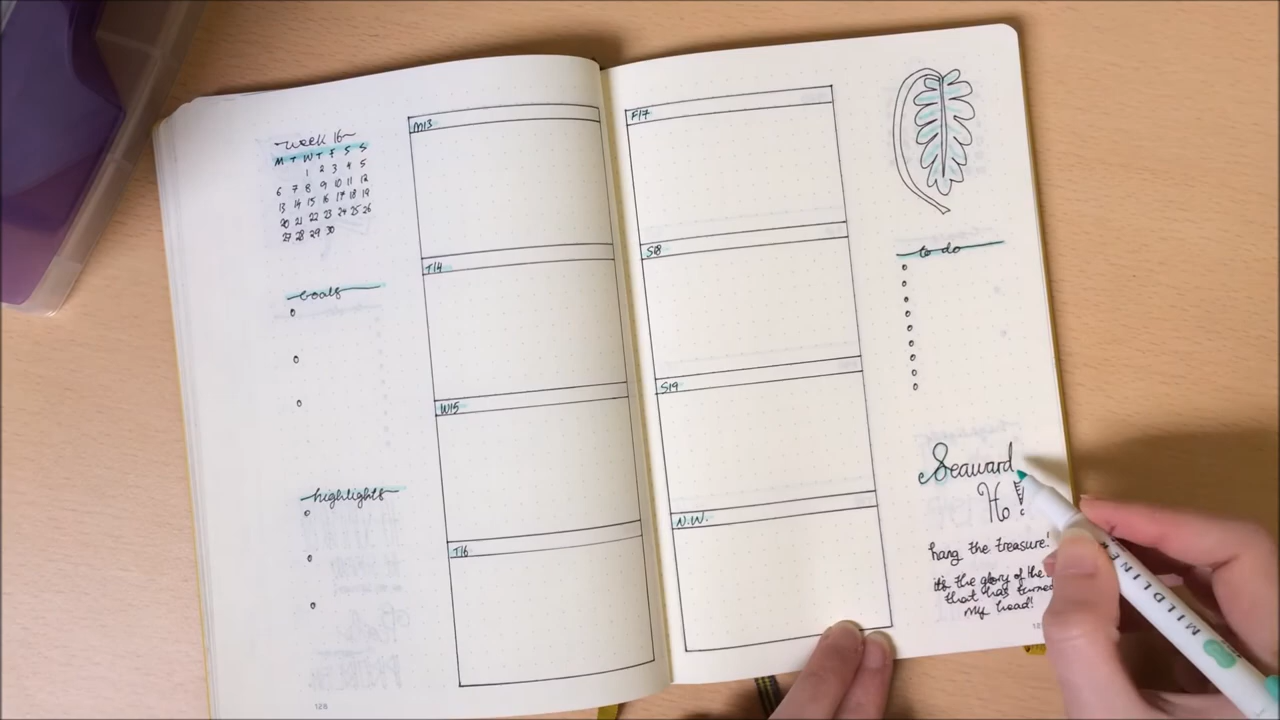 week 16
M T W T F S S
1 2 3 4 5
6 7 8 9 10 11 12
13 14 15 16 17 18 19
20 21 22 23 24 25 26
27 28 29 30
goals
highlights
126
M13
T14
W15
T16
F17
S18
S19
N.W.
to do
Seaward
Ho!
hang the treasure!
it's the glory of the
that has turned
my head!
MILDLINER